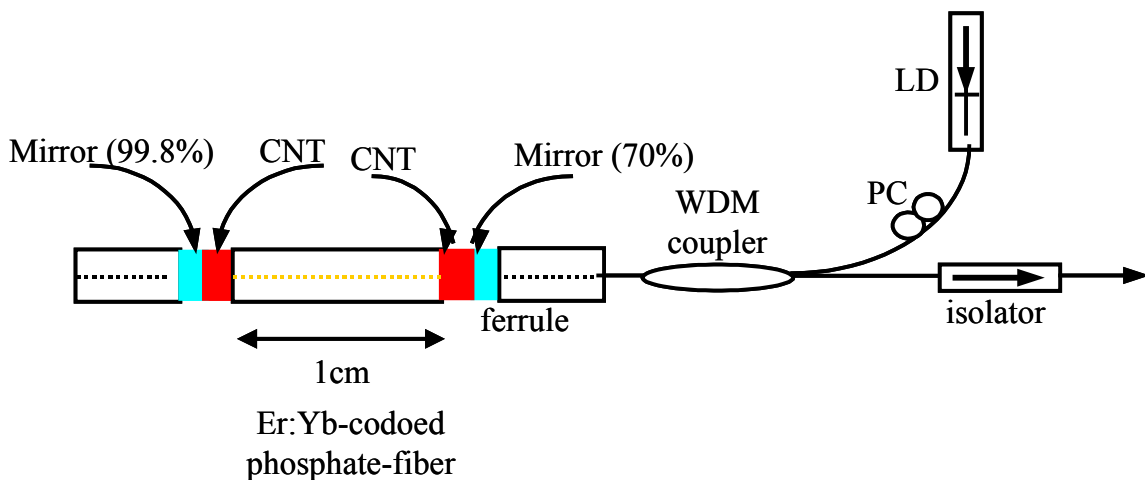 LD
Mirror (99.8%)
CNT
CNT
Mirror (70%)
PC
WDM
coupler
ferrule
isolator
1cm
Er:Yb-codoed
phosphate-fiber